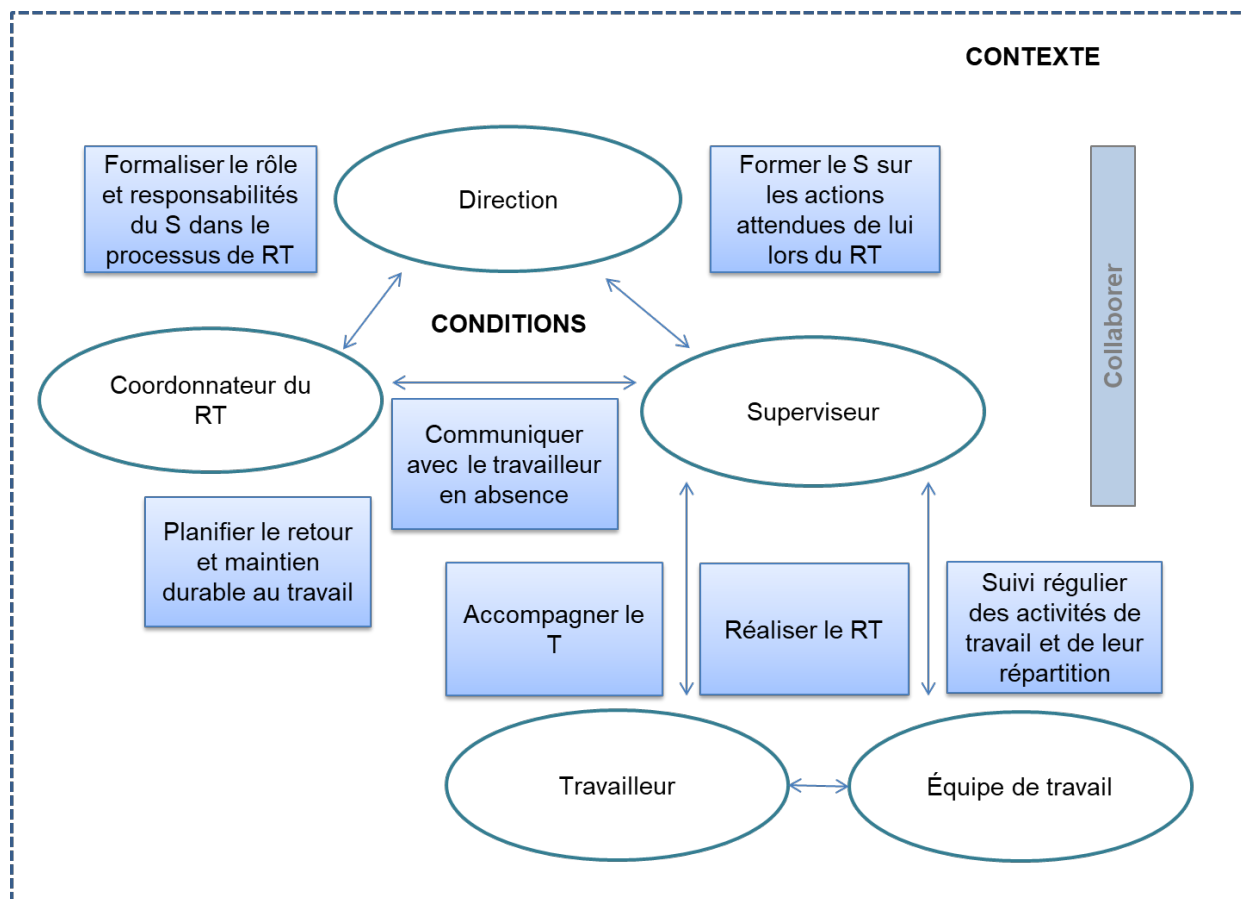 CONTEXTE
Formaliser le rôle
et responsabilités
du S dans le
processus de RT
Direction
Former le S sur
les actions
attendues de lui
lors du RT
Collaborer
CONDITIONS
Coordonnateur du
RT
Superviseur
Communiquer
avec le travailleur
en absence
Planifier le retour
et maintien
durable au travail
Accompagner le
T
Réaliser le RT
Suivi régulier
des activités de
travail et de leur
répartition
Travailleur
Équipe de travail